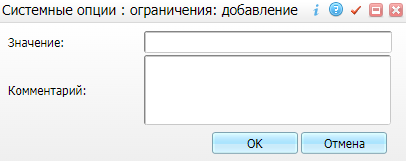 Системные опции : ограничения: добавление
Значение:
Комментарий:
OK
Отмена